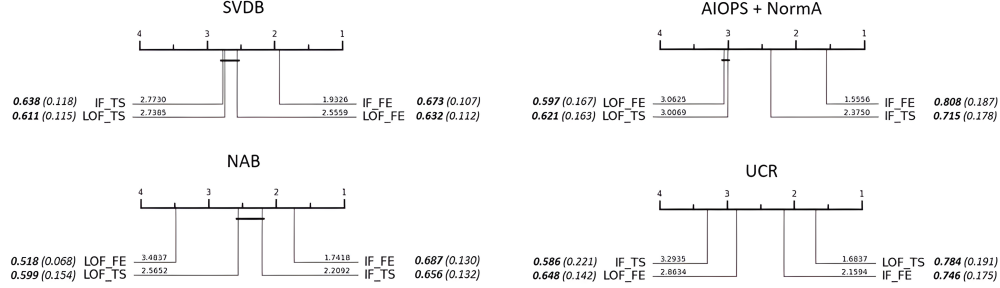 SVDB
4 3 2 1
0.638 (0.118) IF_TS 2.7730 1.9326 IF_FE 0.673 (0.107)
0.611 (0.115) LOF_TS 2.7385 2.5559 LOF_FE 0.632 (0.112)
AIOPS + NormA
4 3 2 1
0.597 (0.167) LOF_FE 3.0625 1.5556 IF_FE 0.808 (0.187)
0.621 (0.163) LOF_TS 3.0069 2.3750 IF_TS 0.715 (0.178)
NAB
4 3 2 1
0.518 (0.068) LOF_FE 3.4837 1.7418 IF_FE 0.687 (0.130)
0.599 (0.154) LOF_TS 2.5652 2.2092 IF_TS 0.656 (0.132)
UCR
4 3 2 1
0.586 (0.221) IF_TS 3.2935 1.6837 LOF_TS 0.784 (0.191)
0.648 (0.142) LOF_FE 2.8634 2.1594 IF_FE 0.746 (0.175)